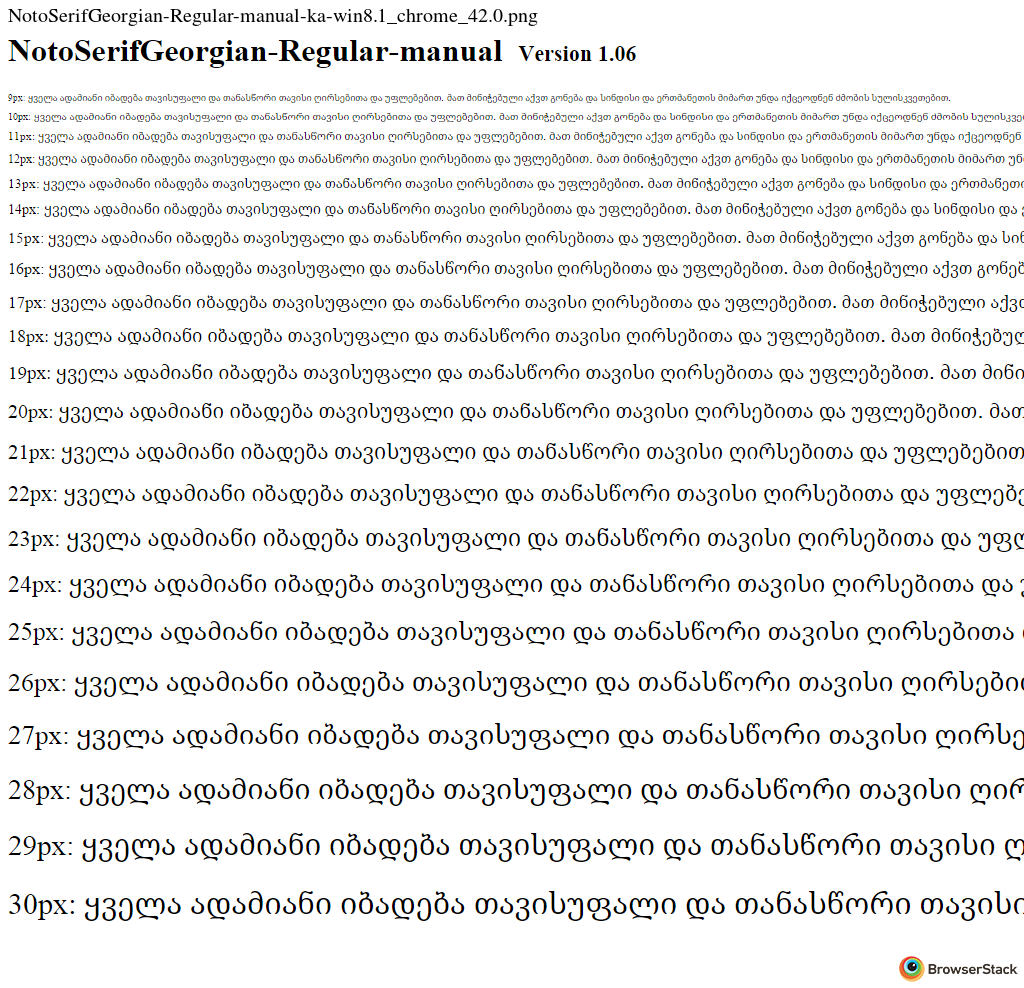 NotoSerifGeorgian-Regular-manual-ka-win8.1_chrome_42.0.png
NotoSerifGeorgian-Regular-manual Version 1.06
9px: ყველა ადამიანი იბადება თავისუფალი და თანასწორი თავისი ღირსებითა და უფლებებით. მათ მინიჭებული აქვთ გონება და სინდისი და ერთმანეთის მიმართ უნდა იქცეოდნენ ძმობის სულისკვეთებით.
10px: ყველა ადამიანი იბადება თავისუფალი და თანასწორი თავისი ღირსებითა და უფლებებით. მათ მინიჭებული აქვთ გონება და სინდისი და ერთმანეთის მიმართ უნდა იქცეოდნენ ძმობის სულისკვე
11px: ყველა ადამიანი იბადება თავისუფალი და თანასწორი თავისი ღირსებითა და უფლებებით. მათ მინიჭებული აქვთ გონება და სინდისი და ერთმანეთის მიმართ უნდა იქცეოდნენ
12px: ყველა ადამიანი იბადება თავისუფალი და თანასწორი თავისი ღირსებითა და უფლებებით. მათ მინიჭებული აქვთ გონება და სინდისი და ერთმანეთის მიმართ უნ
13px: ყველა ადამიანი იბადება თავისუფალი და თანასწორი თავისი ღირსებითა და უფლებებით. მათ მინიჭებული აქვთ გონება და სინდისი და ერთმანეთი
14px: ყველა ადამიანი იბადება თავისუფალი და თანასწორი თავისი ღირსებითა და უფლებებით. მათ მინიჭებული აქვთ გონება და სინდისი და
15px: ყველა ადამიანი იბადება თავისუფალი და თანასწორი თავისი ღირსებითა და უფლებებით. მათ მინიჭებული აქვთ გონება და სინ
16px: ყველა ადამიანი იბადება თავისუფალი და თანასწორი თავისი ღირსებითა და უფლებებით. მათ მინიჭებული აქვთ გონებ
17px: ყველა ადამიანი იბადება თავისუფალი და თანასწორი თავისი ღირსებითა და უფლებებით. მათ მინიჭებული აქვთ
18px: ყველა ადამიანი იბადება თავისუფალი და თანასწორი თავისი ღირსებითა და უფლებებით. მათ მინიჭებულ
19px: ყველა ადამიანი იბადება თავისუფალი და თანასწორი თავისი ღირსებითა და უფლებებით. მათ მინი
20px: ყველა ადამიანი იბადება თავისუფალი და თანასწორი თავისი ღირსებითა და უფლებებით. მათ
21px: ყველა ადამიანი იბადება თავისუფალი და თანასწორი თავისი ღირსებითა და უფლებებით
22px: ყველა ადამიანი იბადება თავისუფალი და თანასწორი თავისი ღირსებითა და უფლებე
23px: ყველა ადამიანი იბადება თავისუფალი და თანასწორი თავისი ღირსებითა და უფლ
24px: ყველა ადამიანი იბადება თავისუფალი და თანასწორი თავისი ღირსებითა და
25px: ყველა ადამიანი იბადება თავისუფალი და თანასწორი თავისი ღირსებითა
26px: ყველა ადამიანი იბადება თავისუფალი და თანასწორი თავისი ღირსები
27px: ყველა ადამიანი იბადება თავისუფალი და თანასწორი თავისი ღირსე
28px: ყველა ადამიანი იბადება თავისუფალი და თანასწორი თავისი ღირ
29px: ყველა ადამიანი იბადება თავისუფალი და თანასწორი თავისი ღ
30px: ყველა ადამიანი იბადება თავისუფალი და თანასწორი თავისი
BrowserStack